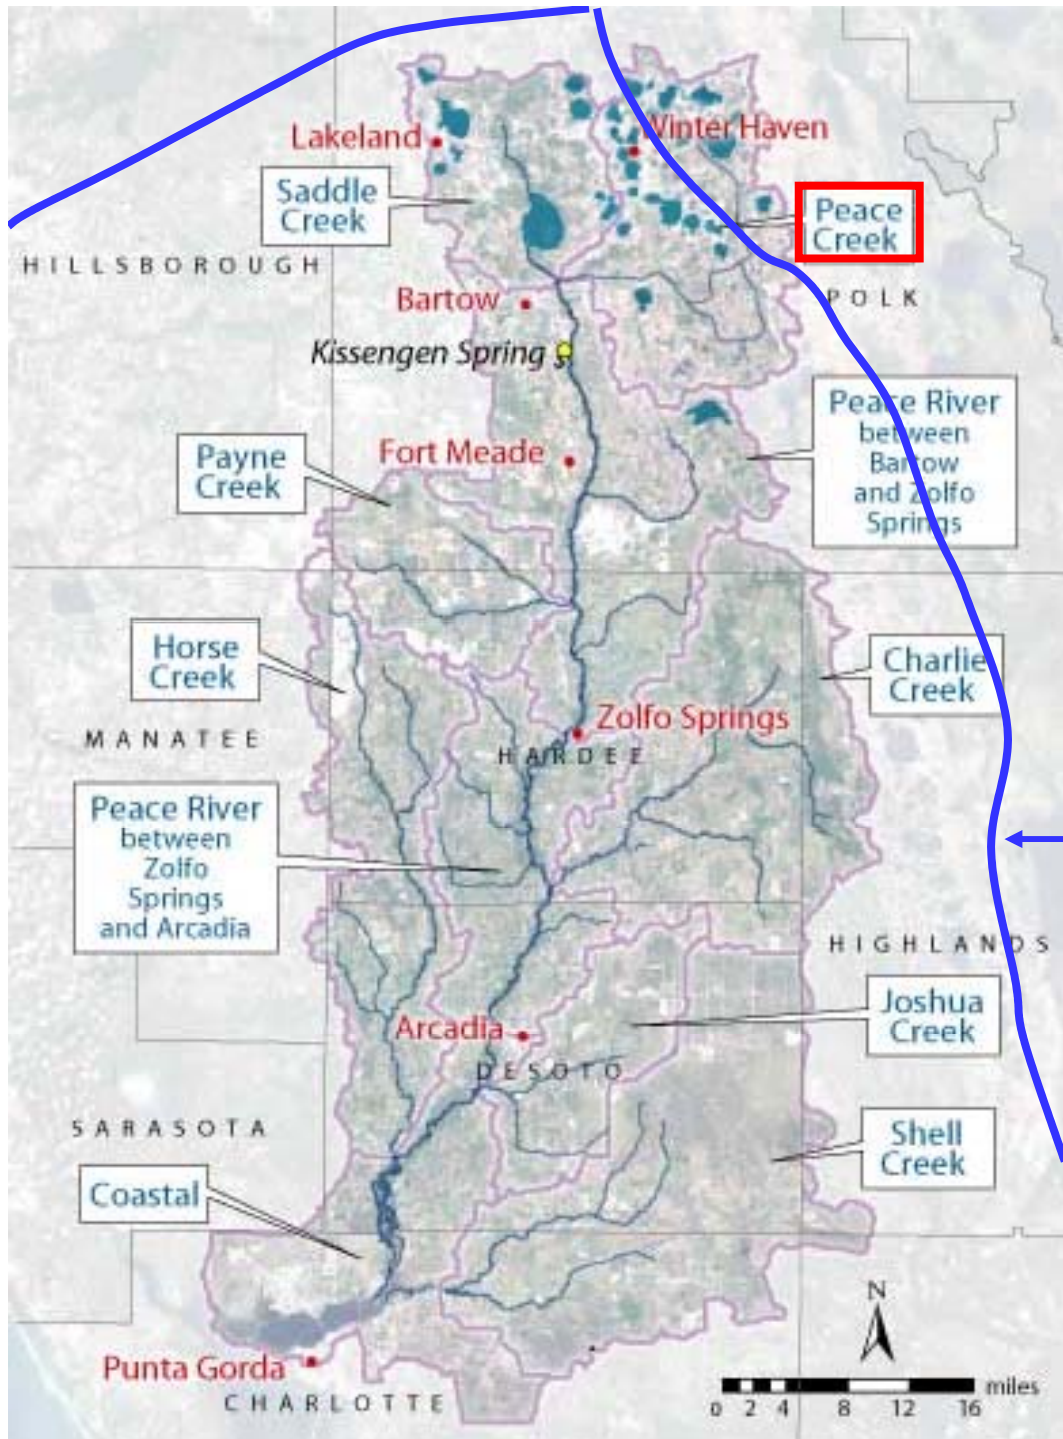 Lakeland
Winter Haven
Saddle
Creek
Peace
Creek
HILLSBOROUGH
POLK
Bartow
Kissengen Spring s
Peace River
between
Bartow
and Zolfo
Springs
Fort Meade
Payne
Creek
Horse
Creek
Charlie
Creek
Zolfo Springs
MANATEE
HARDEE
Peace River
between
Zolfo
Springs
and Arcadia
HIGHLANDS
Joshua
Creek
Arcadia
DESOTO
SARASOTA
Shell
Creek
Coastal
N
Punta Gorda
CHARLOTTE
miles
0 2 4 8 12 16